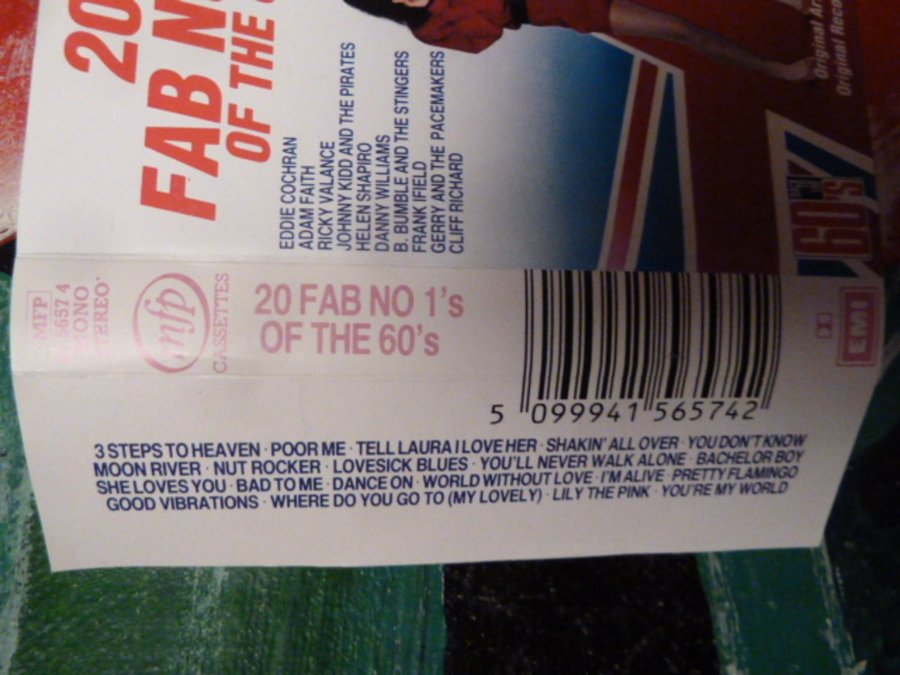 20
FAB N
OF THE
EDDIE COCHRAN
ADAM FAITH
RICKY VALANCE
JOHNNY KIDD AND THE PIRATES
HELEN SHAPIRO
DANNY WILLIAMS
B. BUMBLE AND THE STINGERS
FRANK IFIELD
GERRY AND THE PACEMAKERS
CLIFF RICHARD
Original
Original
60's
MFP
5657 4
MONO
STEREO
mfp
CASSETTES
20 FAB NO 1's
OF THE 60's
EMI
5 099941 565742
3 STEPS TO HEAVEN · POOR ME · TELL LAURA I LOVE HER · SHAKIN' ALL OVER · YOU DON'T KNOW
MOON RIVER · NUT ROCKER · LOVESICK BLUES · YOU'LL NEVER WALK ALONE · BACHELOR BOY
SHE LOVES YOU · BAD TO ME · DANCE ON · WORLD WITHOUT LOVE · I'M ALIVE · PRETTY FLAMINGO
GOOD VIBRATIONS · WHERE DO YOU GO TO (MY LOVELY) · LILY THE PINK · YOU'RE MY WORLD